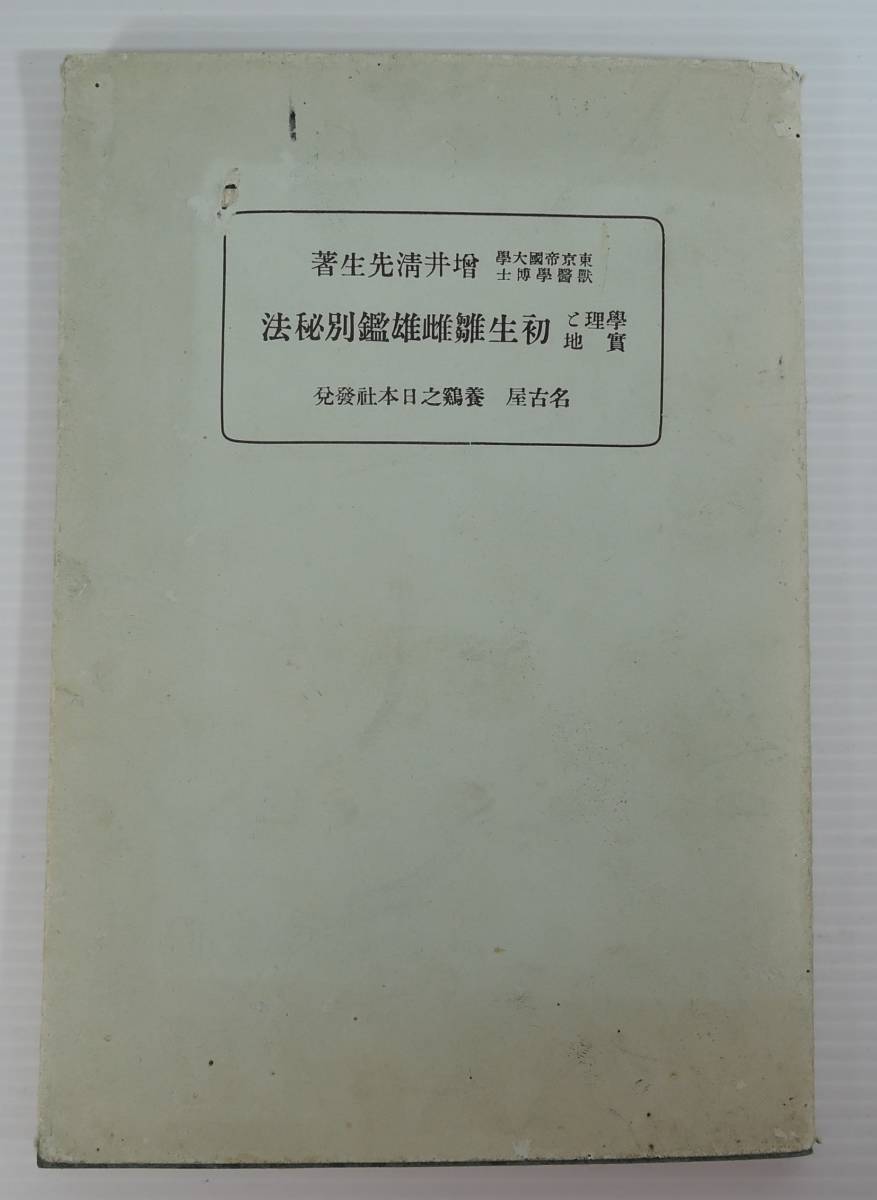 東京帝國大學
獸醫學博士
增井淸先生著
學理と
實地
初生雛雌雄鑑別秘法
名古屋 養鷄之日本社發兌